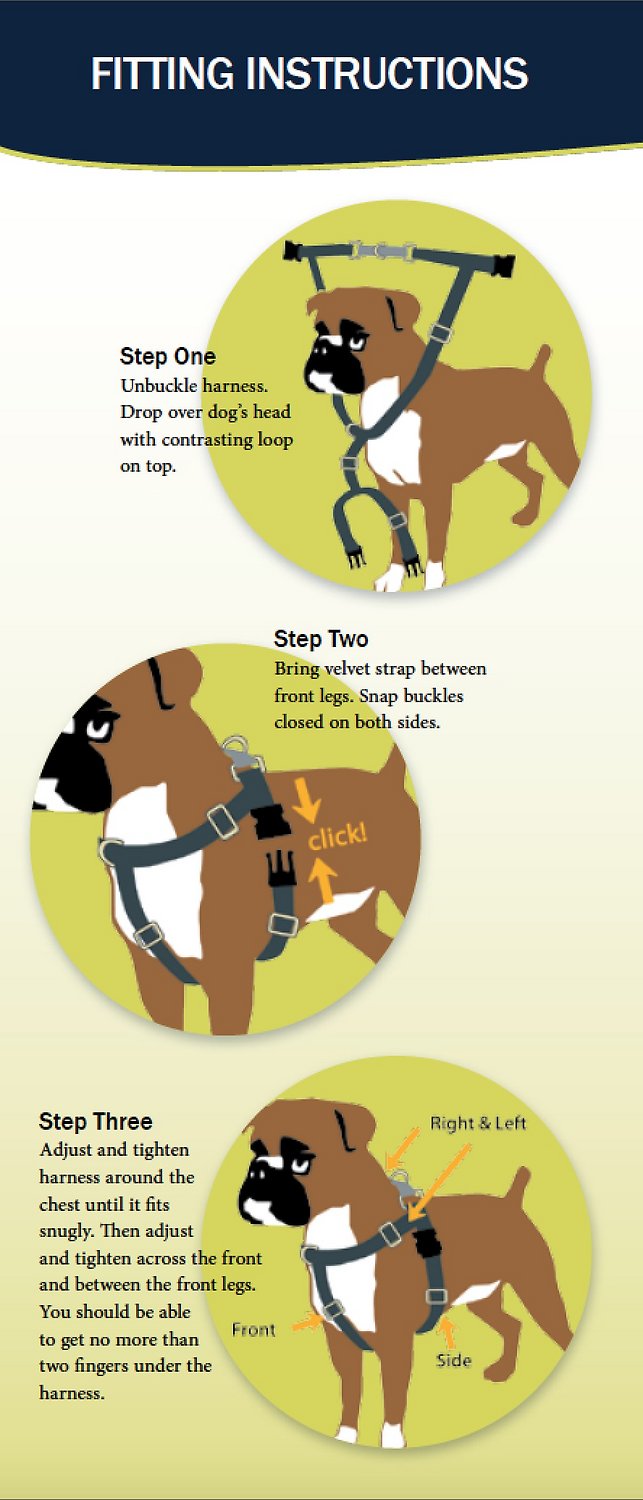 FITTING INSTRUCTIONS
Step One
Unbuckle harness.
Drop over dog’s head
with contrasting loop
on top.
Step Two
Bring velvet strap between
front legs. Snap buckles
closed on both sides.
click!
Step Three
Adjust and tighten
harness around the
chest until it fits
snugly. Then adjust
and tighten across the front
and between the front legs.
You should be able
to get no more than
two fingers under the
harness.
Right & Left
Front
Side